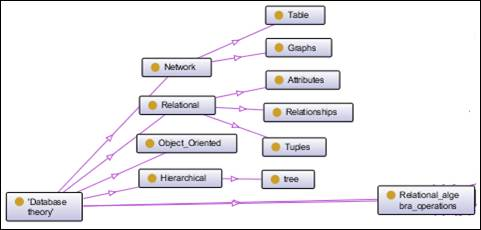 Table
Graphs
Network
Attributes
Relational
Relationships
Object_Oriented
Tuples
Hierarchical
tree
'Database
theory'
Relational_alge
bra_operations